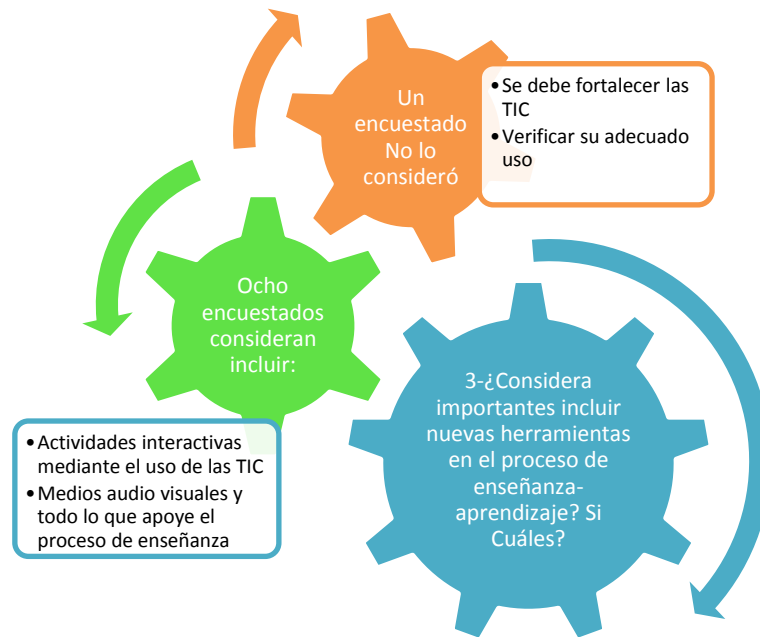 Un
encuestado
No lo
consideró
•Se debe fortalecer las
TIC
•Verificar su adecuado
uso
Ocho
encuestados
consideran
incluir:
•Actividades interactivas
mediante el uso de las TIC
•Medios audio visuales y
todo lo que apoye el
proceso de enseñanza
3-¿Considera
importantes incluir
nuevas herramientas
en el proceso de
enseñanza-
aprendizaje? Si
Cuáles?